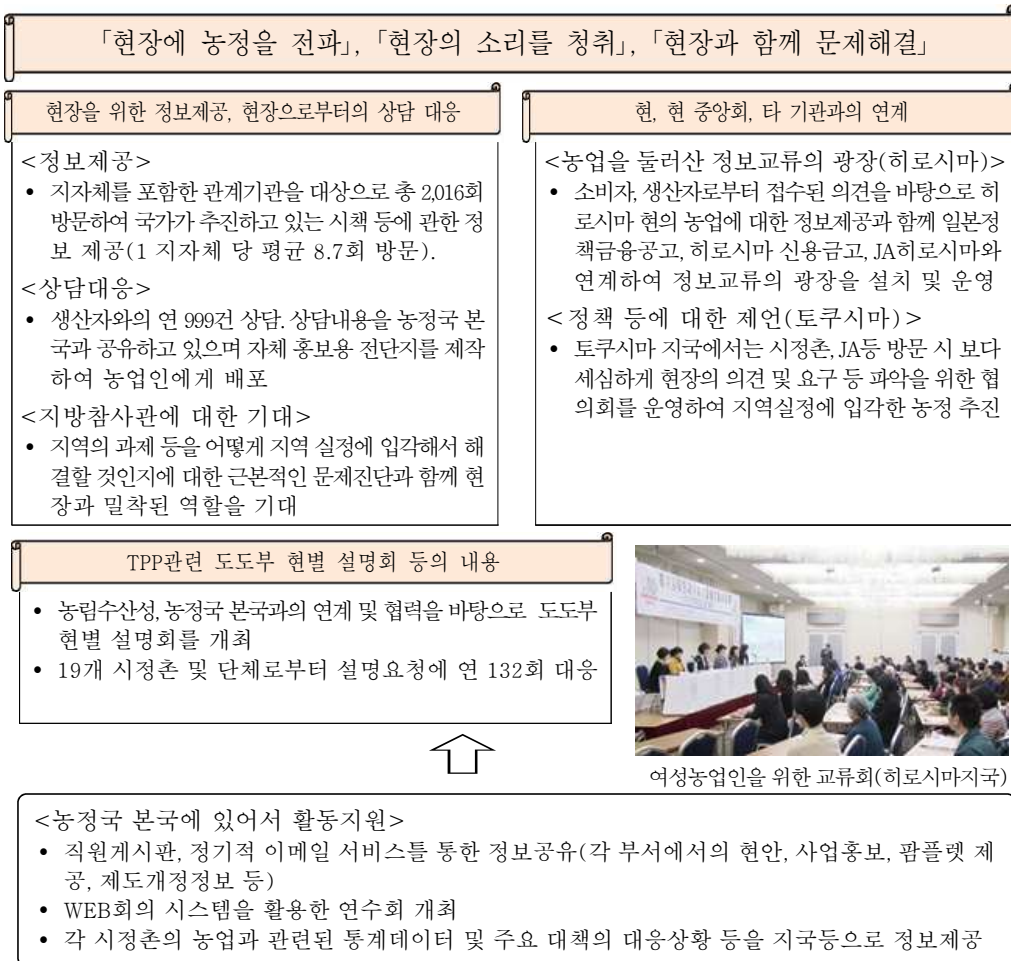 「현장에 농정을 전파」, 「현장의 소리를 청취」, 「현장과 함께 문제해결」
현장을 위한 정보제공, 현장으로부터의 상담 대응
<정보제공>
• 지자체를 포함한 관계기관을 대상으로 총 2,016회
방문하여 국가가 추진하고 있는 시책 등에 관한 정
보 제공(1 지자체 당 평균 8.7회 방문).
<상담대응>
• 생산자와의 연 999건 상담. 상담내용을 농정국 본
국과 공유하고 있으며 자체 홍보용 전단지를 제작
하여 농업인에게 배포
<지방참사관에 대한 기대>
• 지역의 과제 등을 어떻게 지역 실정에 입각해서 해
결할 것인지에 대한 근본적인 문제진단과 함께 현
장과 밀착된 역할을 기대
현, 현 중앙회, 타 기관과의 연계
<농업을 둘러산 정보교류의 광장(히로시마)>
• 소비자, 생산자로부터 접수된 의견을 바탕으로 히
로시마 현의 농업에 대한 정보제공과 함께 일본정
책금융공고, 히로시마 신용금고, JA히로시마와
연계하여 정보교류의 광장을 설치 및 운영
<정책 등에 대한 제언(토쿠시마)>
• 토쿠시마 지국에서는 시정촌, JA등 방문 시 보다
세심하게 현장의 의견 및 요구 등 파악을 위한 협
의회를 운영하여 지역실정에 입각한 농정 추진
TPP관련 도도부 현별 설명회 등의 내용
• 농림수산성, 농정국 본국과의 연계 및 협력을 바탕으로 도도부
현별 설명회를 개최
• 19개 시정촌 및 단체로부터 설명요청에 연 132회 대응
여성농업인을 위한 교류회(히로시마지국)
<농정국 본국에 있어서 활동지원>
• 직원게시판, 정기적 이메일 서비스틀 통한 정보공유(각 부서에서의 현안, 사업홍보, 팜플렛 제
공, 제도개정정보 등)
• WEB회의 시스템을 활용한 연수회 개최
• 각 시정촌의 농업과 관련된 통계데이터 및 주요 대책의 대응상황 등을 지국등으로 정보제공